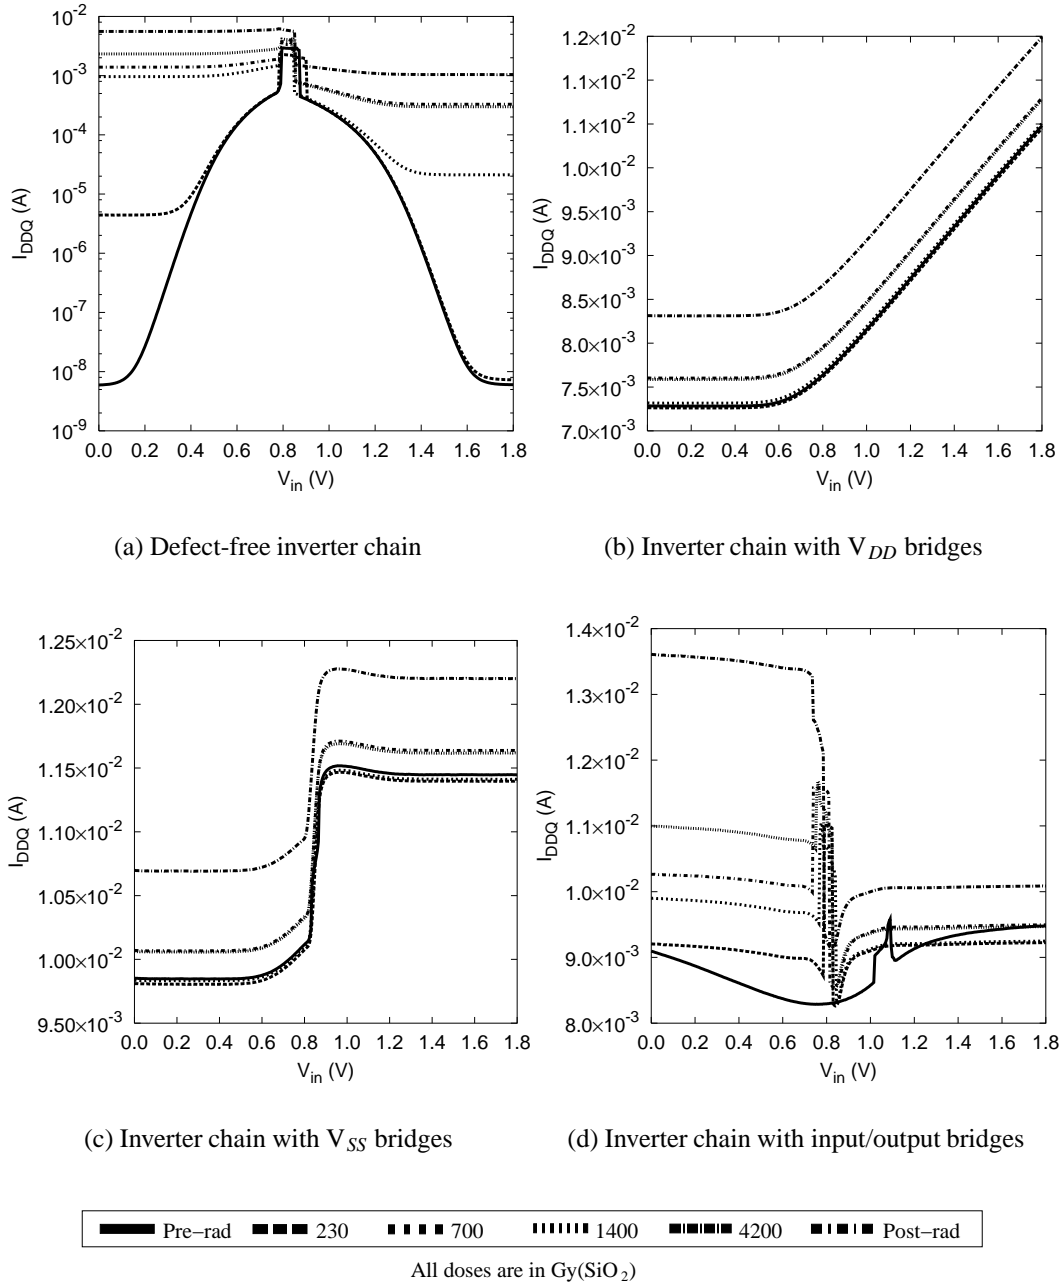 10^-2
10^-3
10^-4
10^-5
10^-6
10^-7
10^-8
10^-9
I_DDQ (A)
0.0 0.2 0.4 0.6 0.8 1.0 1.2 1.4 1.6 1.8
V_in (V)
(a) Defect-free inverter chain
1.2×10^-2
1.2×10^-2
1.1×10^-2
1.0×10^-2
9.5×10^-3
9.0×10^-3
8.5×10^-3
8.0×10^-3
7.5×10^-3
7.0×10^-3
I_DDQ (A)
0.0 0.2 0.4 0.6 0.8 1.0 1.2 1.4 1.6 1.8
V_in (V)
(b) Inverter chain with V_DD bridges
1.25×10^-2
1.20×10^-2
1.15×10^-2
1.10×10^-2
1.05×10^-2
1.00×10^-2
9.50×10^-3
I_DDQ (A)
0.0 0.2 0.4 0.6 0.8 1.0 1.2 1.4 1.6 1.8
V_in (V)
(c) Inverter chain with V_SS bridges
1.4×10^-2
1.3×10^-2
1.2×10^-2
1.1×10^-2
1.0×10^-2
9.0×10^-3
8.0×10^-3
I_DDQ (A)
0.0 0.2 0.4 0.6 0.8 1.0 1.2 1.4 1.6 1.8
V_in (V)
(d) Inverter chain with input/output bridges
Pre−rad 230 700 1400 4200 Post−rad
All doses are in Gy(SiO_2)